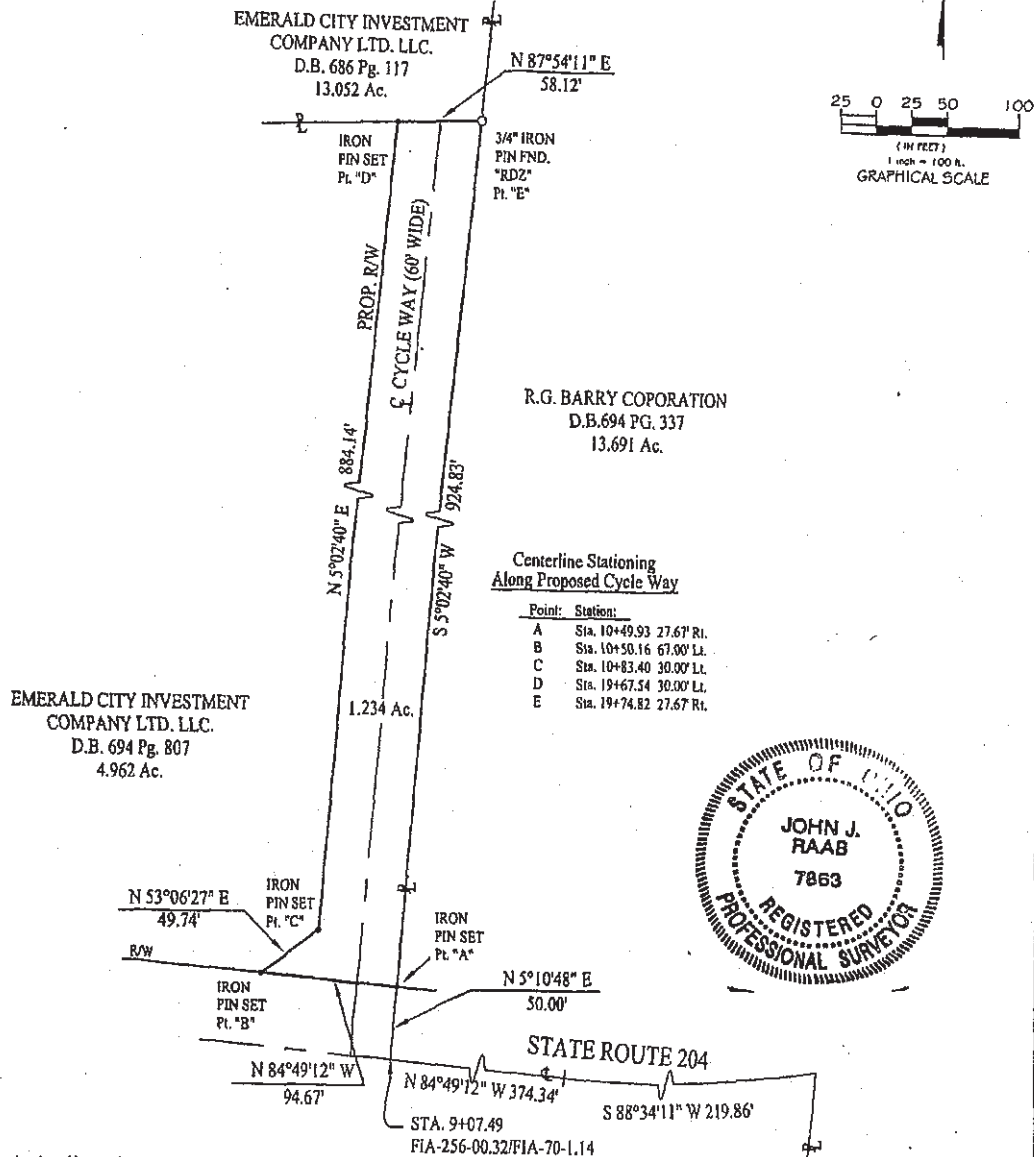 EMERALD CITY INVESTMENT
COMPANY LTD. LLC.
D.B. 686 Pg. 117
13.052 Ac.
N 87°54'11" E
58.12'
25 0 25 50 100
( IN FEET )
1 inch = 100 ft.
GRAPHICAL SCALE
IRON
PIN SET
Pt. "D"
3/4" IRON
PIN FND.
"RDZ"
Pt. "E"
PROP. R/W
℄ CYCLE WAY (60' WIDE)
R.G. BARRY COPORATION
D.B.694 PG. 337
13.691 Ac.
N 5°02'40" E 884.14'
S 5°02'40" W 924.83'
Centerline Stationing
Along Proposed Cycle Way
Point: Station:
A Sta. 10+49.93 27.67' Rt.
B Sta. 10+50.16 67.00' Lt.
C Sta. 10+83.40 30.00' Lt.
D Sta. 19+67.54 30.00' Lt.
E Sta. 19+74.82 27.67' Rt.
EMERALD CITY INVESTMENT
COMPANY LTD. LLC.
D.B. 694 Pg. 807
4.962 Ac.
1.234 Ac.
STATE OF OHIO
JOHN J.
RAAB
7863
REGISTERED
PROFESSIONAL SURVEYOR
N 53°06'27" E
49.74'
IRON
PIN SET
Pt. "C"
R/W
IRON
PIN SET
Pt. "A"
IRON
PIN SET
Pt. "B"
N 5°10'48" E
50.00'
STATE ROUTE 204
N 84°49'12" W
94.67'
N 84°49'12" W 374.34'
S 88°34'11" W 219.86'
STA. 9+07.49
FIA-256-00.32/FIA-70-1.14